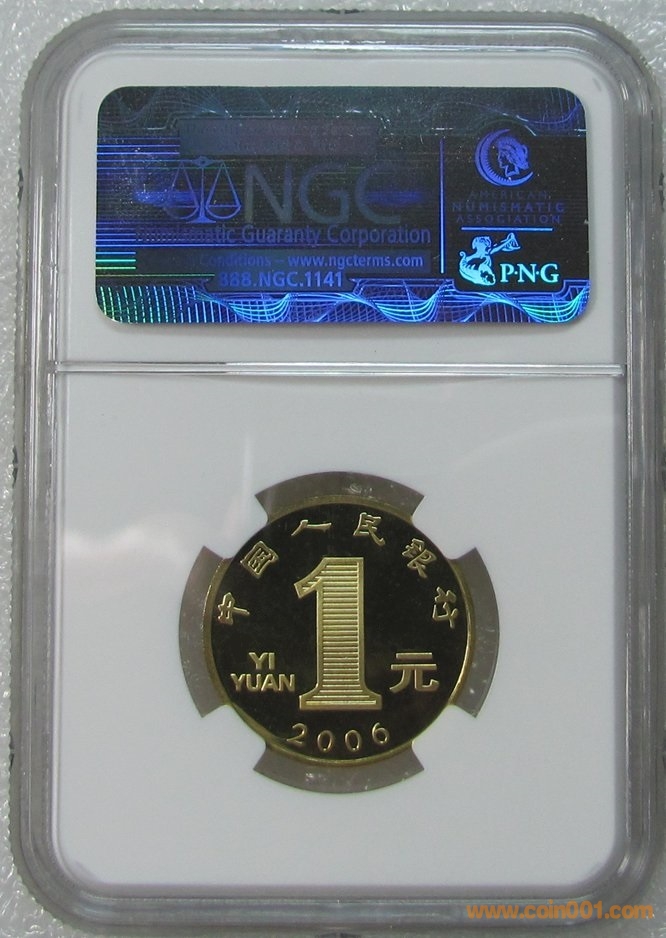 NGC
Numismatic Guaranty Corporation
Conditions – www.ngcterms.com
888.NGC.1141
AMERICAN
NUMISMATIC
ASSOCIATION
P·N·G
中国人民银行
1
YI
YUAN
元
2006
www.coin001.com